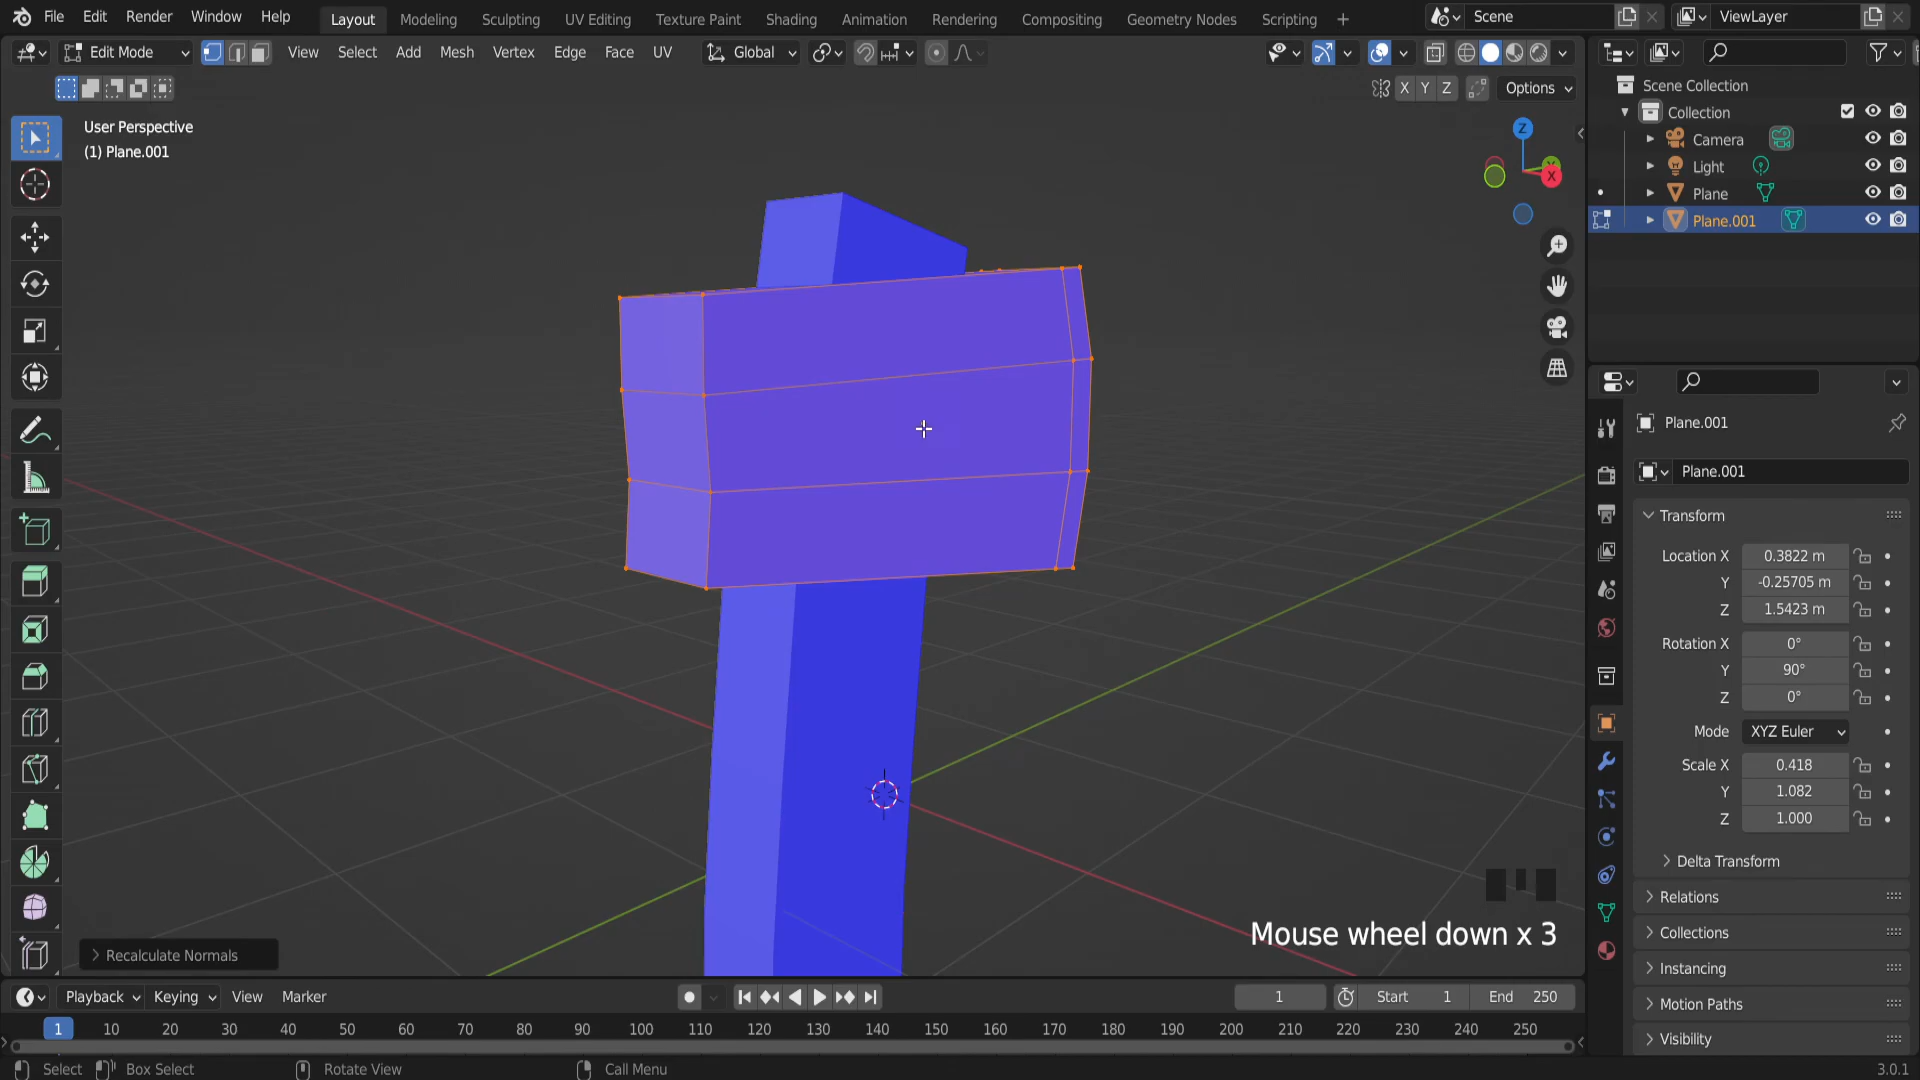 File Edit Render Window Help Layout Modeling Sculpting UV Editing Texture Paint Shading Animation Rendering Compositing Geometry Nodes Scripting + Scene ViewLayer
Edit Mode View Select Add Mesh Vertex Edge Face UV Global
X Y Z Options
User Perspective
(1) Plane.001
Z
X
Scene Collection
Collection
Camera
Light
Plane
Plane.001
Plane.001
Plane.001
Transform
Location X 0.3822 m
Y -0.25705 m
Z 1.5423 m
Rotation X 0°
Y 90°
Z 0°
Mode XYZ Euler
Scale X 0.418
Y 1.082
Z 1.000
Delta Transform
Relations
Collections
Instancing
Motion Paths
Visibility
Mouse wheel down x 3
Recalculate Normals
Playback Keying View Marker 1 Start 1 End 250
1 10 20 30 40 50 60 70 80 90 100 110 120 130 140 150 160 170 180 190 200 210 220 230 240 250
Select Box Select Rotate View Call Menu 3.0.1